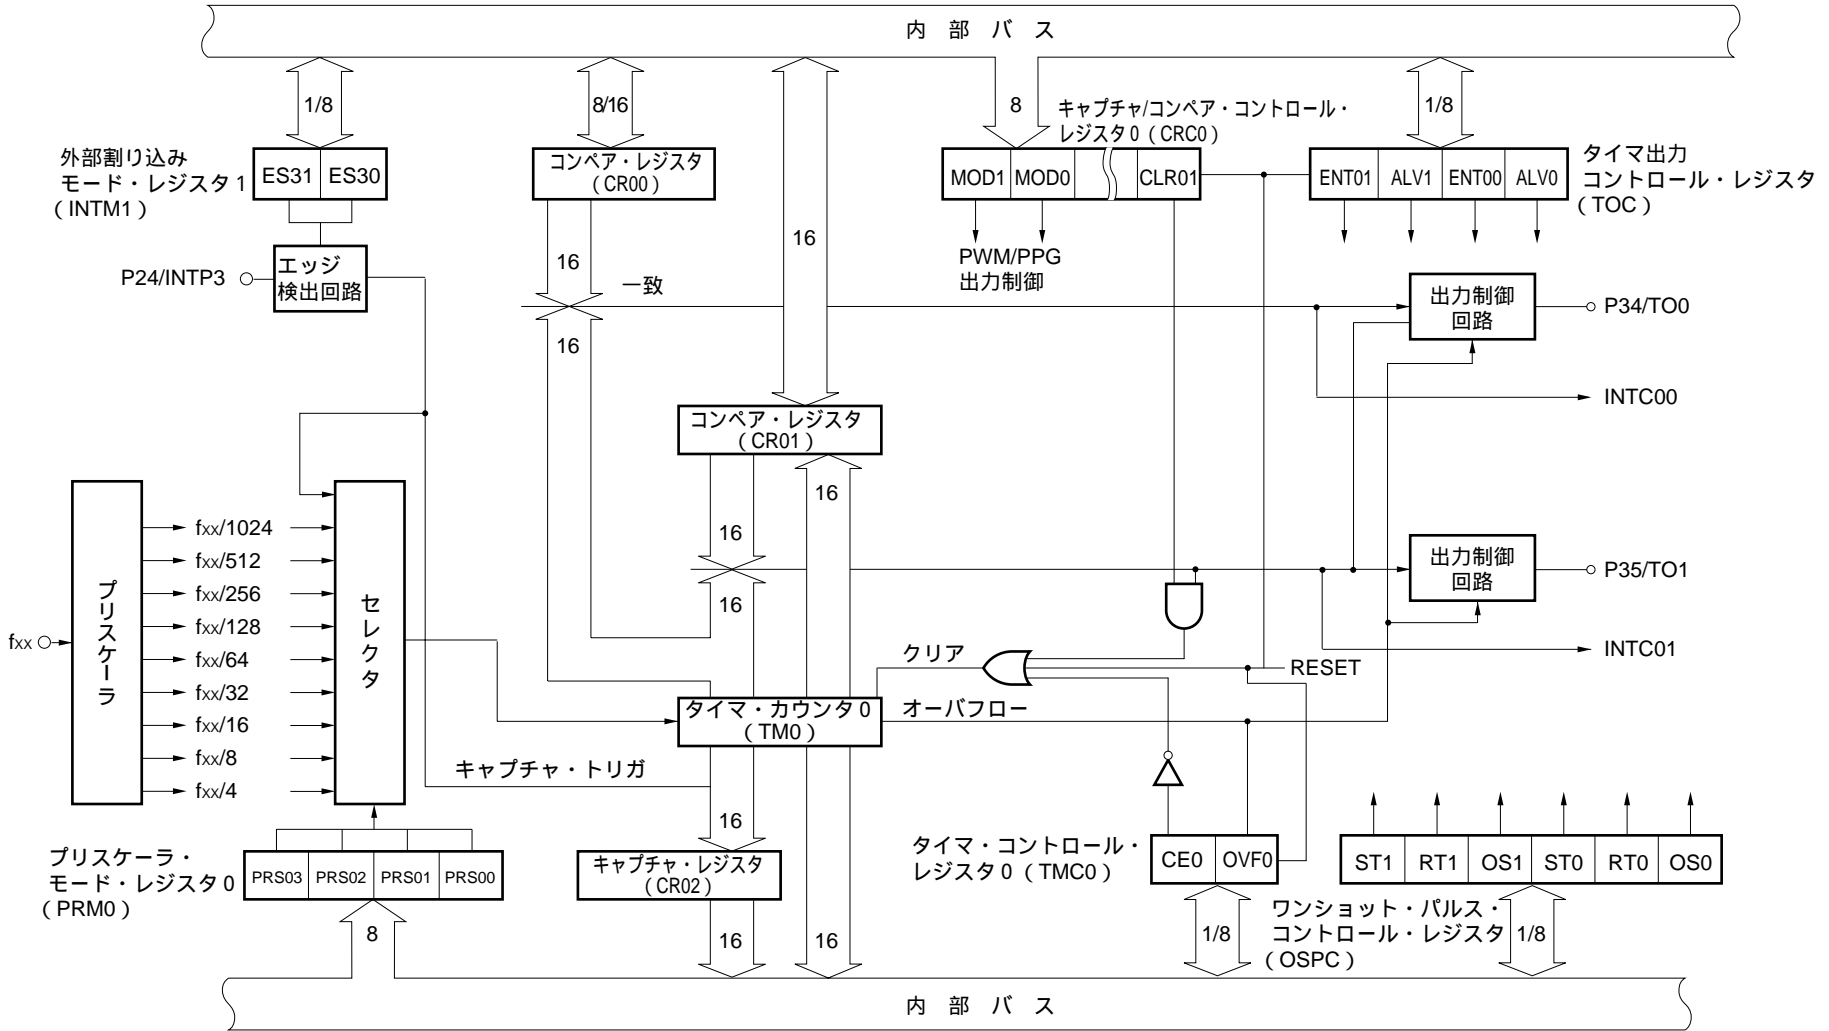 内 部 バ ス
1/8
8/16
16
8
キャプチャ/コンペア・コントロール・
レジスタ0(CRC0)
1/8
外部割り込み
モード・レジスタ1
(INTM1)
ES31 ES30
コンペア・レジスタ
(CR00)
MOD1 MOD0 CLR01
ENT01 ALV1 ENT00 ALV0
タイマ出力
コントロール・レジスタ
(TOC)
P24/INTP3
エッジ
検出回路
16
一致
16
PWM/PPG
出力制御
出力制御
回路
P34/TO0
INTC00
コンペア・レジスタ
(CR01)
16
16
16
出力制御
回路
P35/TO1
INTC01
fXX
プリスケーラ
fXX/1024
fXX/512
fXX/256
fXX/128
fXX/64
fXX/32
fXX/16
fXX/8
fXX/4
セレクタ
クリア
RESET
タイマ・カウンタ0
(TM0)
オーバフロー
キャプチャ・トリガ
16
プリスケーラ・
モード・レジスタ0
(PRM0)
PRS03 PRS02 PRS01 PRS00
8
キャプチャ・レジスタ
(CR02)
16
16
タイマ・コントロール・
レジスタ0(TMC0)
CE0 OVF0
1/8
ST1 RT1 OS1 ST0 RT0 OS0
ワンショット・パルス・
コントロール・レジスタ
(OSPC)
1/8
内 部 バ ス